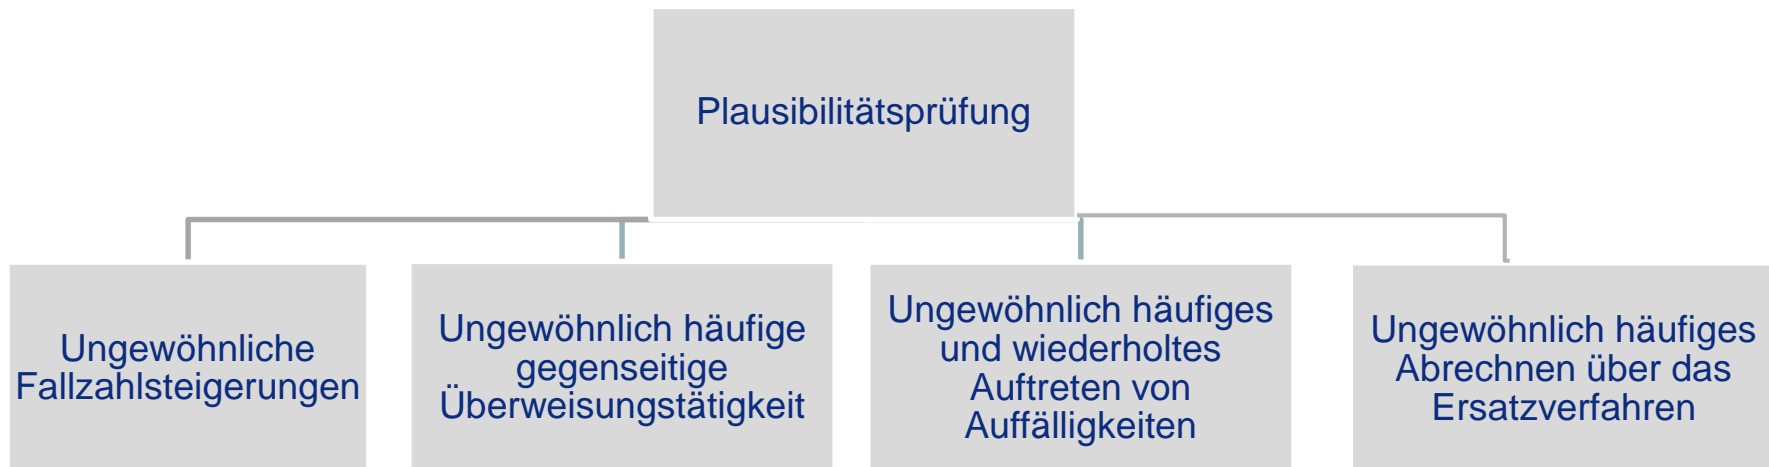 Plausibilitätsprüfung
Ungewöhnliche
Fallzahlsteigerungen
Ungewöhnlich häufige
gegenseitige
Überweisungstätigkeit
Ungewöhnlich häufiges
und wiederholtes
Auftreten von
Auffälligkeiten
Ungewöhnlich häufiges
Abrechnen über das
Ersatzverfahren